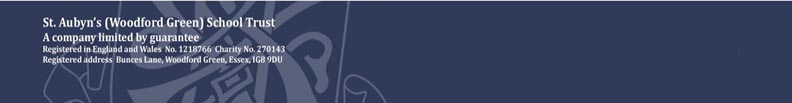 St. Aubyn's (Woodford Green) School Trust
A company limited by guarantee
Registered in England and Wales No. 1218766 Charity No. 270143
Registered address Bunces Lane, Woodford Green, Essex, IG8 9DU